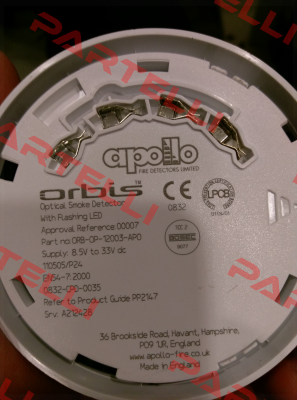 PARTELLI
apollo
FIRE DETECTORS LIMITED
orbis™
CE
0832
LPCB
Optical Smoke Detector
With Flashing LED
Approval Reference:00007
Part no:ORB-OP-12003-APO
Supply: 8.5V to 33V dc
110505/P24
EN54-7:2000
0832-CPD-0035
Refer to Product Guide PP2147
Srv. A212428
36 Brookside Road, Havant, Hampshire,
PO9 1JR, England
www.apollo-fire.co.uk
Made in England